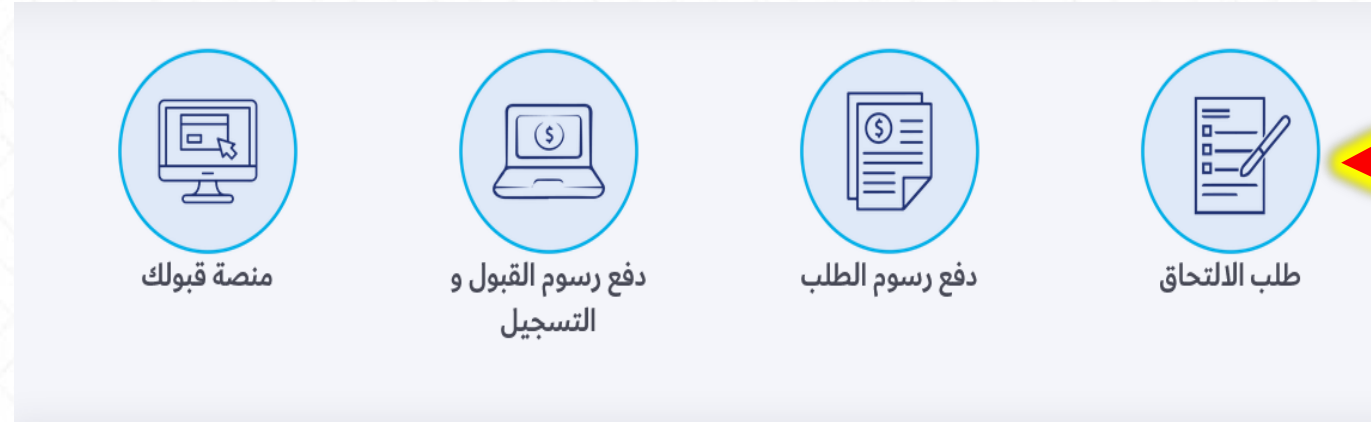 طلب الالتحاق
دفع رسوم الطلب
دفع رسوم القبول و
التسجيل
منصة قبولك